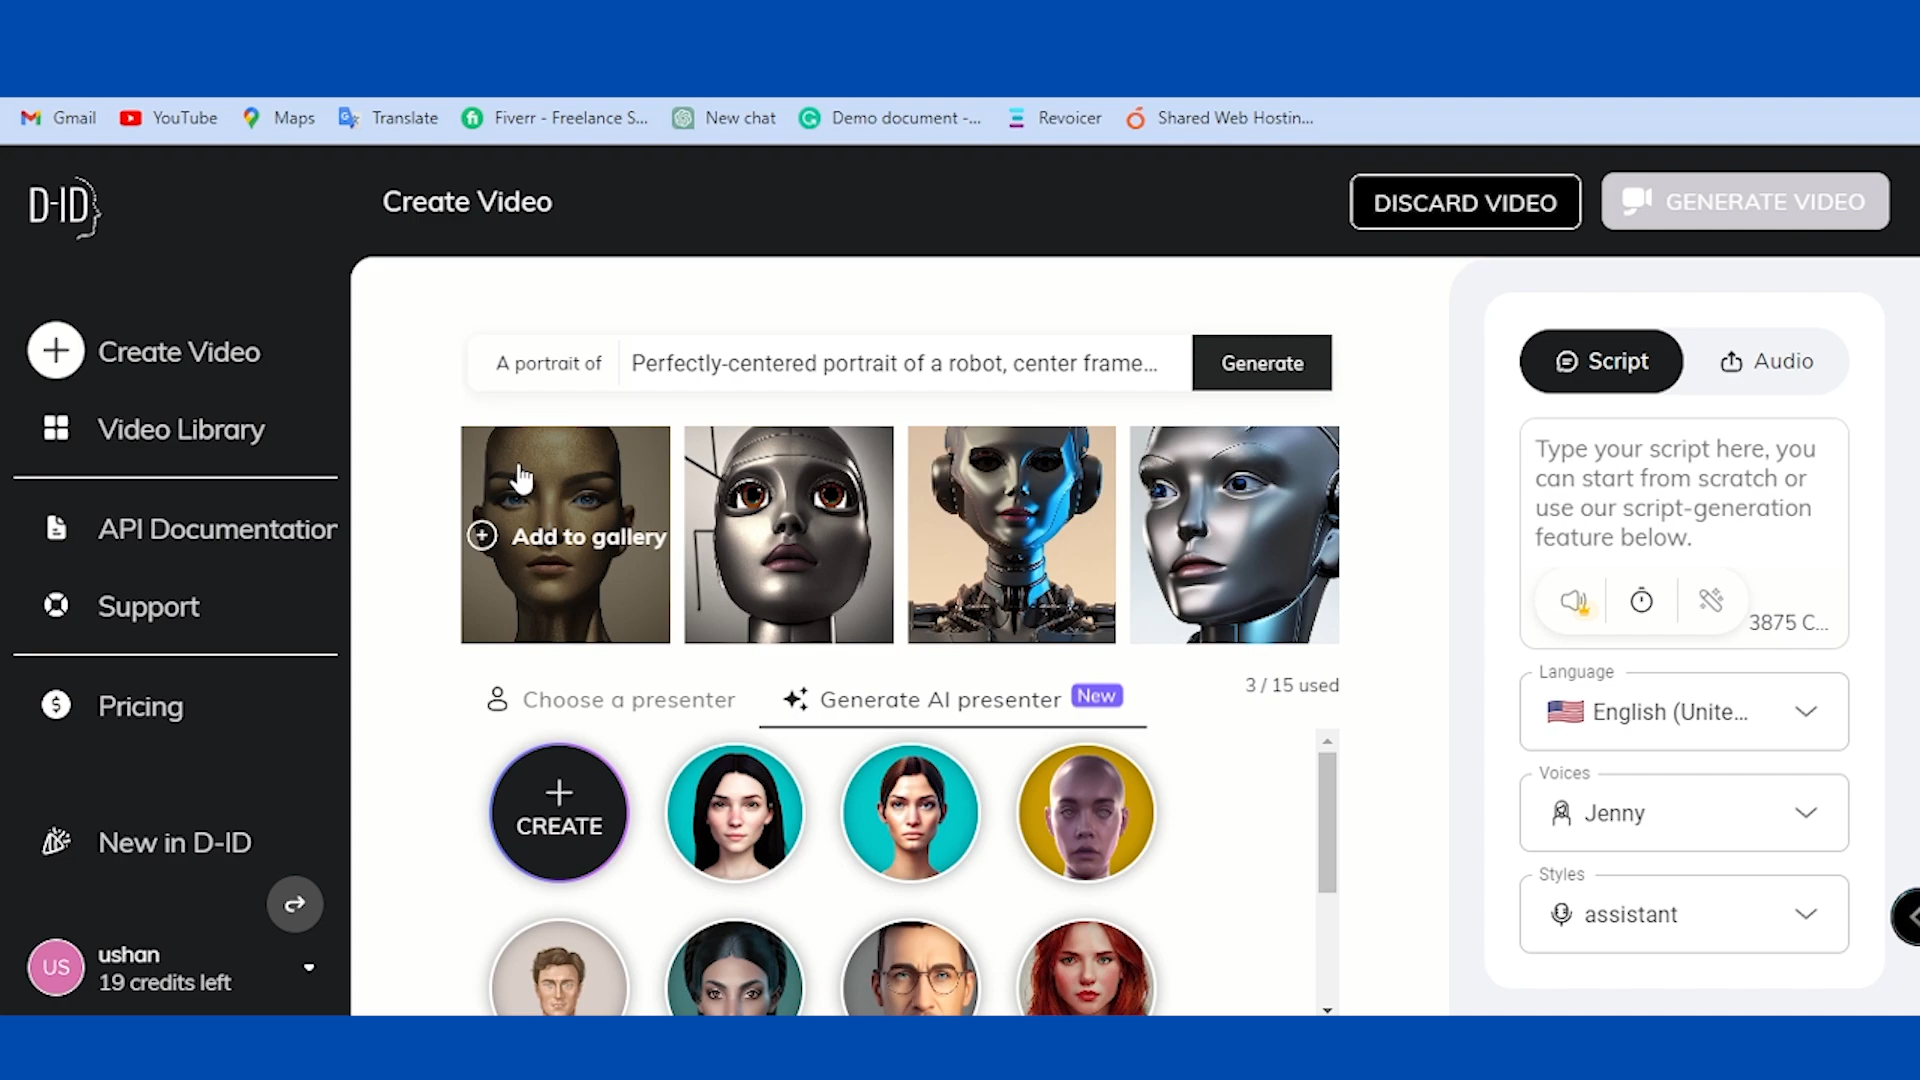 Gmail YouTube Maps Translate Fiverr - Freelance S... New chat Demo document -... Revoicer Shared Web Hostin...
D-ID
Create Video
DISCARD VIDEO
GENERATE VIDEO
Create Video
Video Library
API Documentation
Support
Pricing
New in D-ID
US
ushan
19 credits left
A portrait of
Perfectly-centered portrait of a robot, center frame...
Generate
Add to gallery
Choose a presenter
Generate AI presenter
New
3 / 15 used
CREATE
Script
Audio
Type your script here, you
can start from scratch or
use our script-generation
feature below.
3875 C...
Language
English (Unite...
Voices
Jenny
Styles
assistant